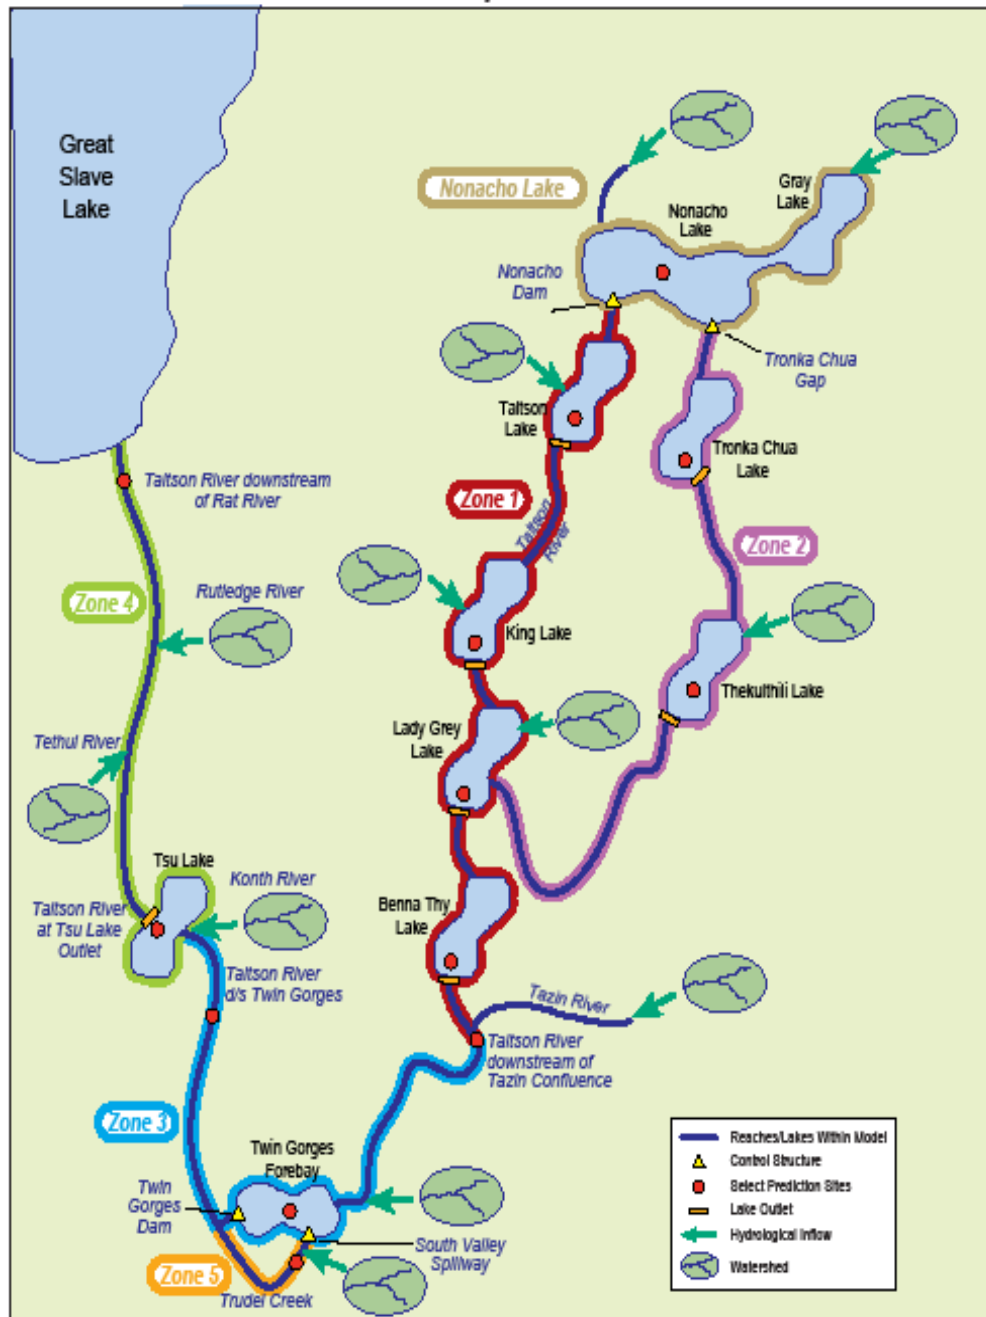 Great
Slave
Lake
Nonacho Lake
Gray
Lake
Nonacho
Lake
Nonacho
Dam
Tronka Chua
Gap
Taltson
Lake
Tronka Chua
Lake
Taltson River downstream
of Rat River
Zone 1
Taltson
River
Zone 2
Zone 4
Rutledge River
King Lake
Thekulthili Lake
Lady Grey
Lake
Tethul River
Tsu Lake
Konth River
Taltson River
at Tsu Lake
Outlet
Benna Thy
Lake
Taltson River
d/s Twin Gorges
Tazin River
Taltson River
downstream of
Tazin Confluence
Zone 3
Twin Gorges
Forebay
Twin
Gorges
Dam
South Valley
Spillway
Zone 5
Trudel Creek
Reaches/Lakes Within Model
Control Structure
Select Prediction Sites
Lake Outlet
Hydrological Inflow
Watershed